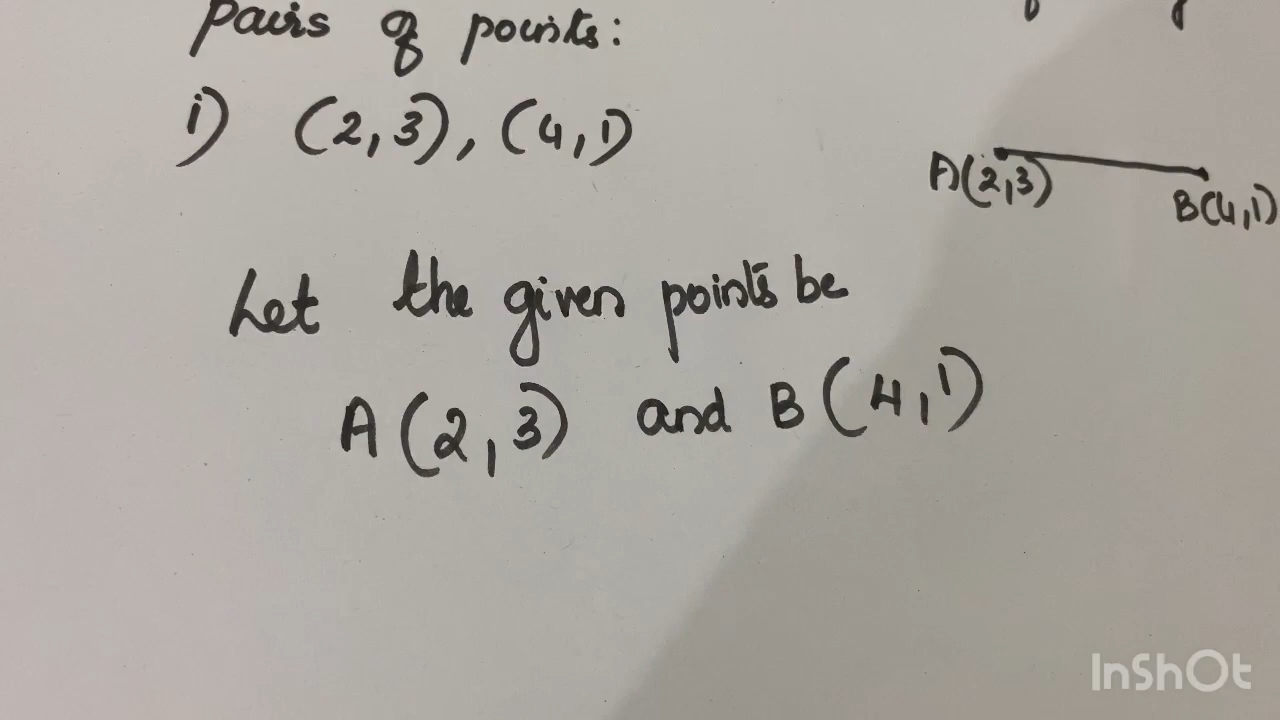 pairs of points:
i) (2,3), (4,1)
A(2,3)
B(4,1)
Let the given points be
A(2,3) and B(4,1)
InShOt